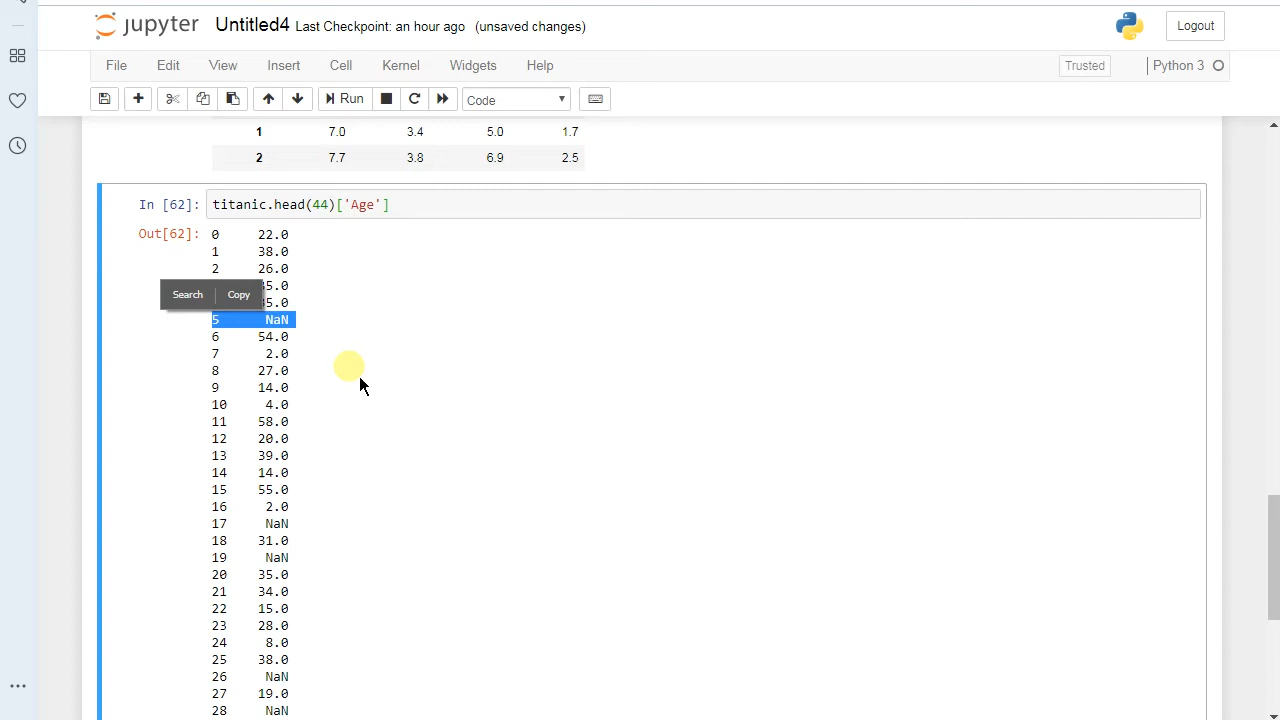 jupyter Untitled4 Last Checkpoint: an hour ago (unsaved changes) Logout
File Edit View Insert Cell Kernel Widgets Help Trusted Python 3
Run Code
1 7.0 3.4 5.0 1.7
2 7.7 3.8 6.9 2.5
In [62]: titanic.head(44)['Age']
Out[62]: 0 22.0
1 38.0
2 26.0
Search Copy
5.0
5.0
5 NaN
6 54.0
7 2.0
8 27.0
9 14.0
10 4.0
11 58.0
12 20.0
13 39.0
14 14.0
15 55.0
16 2.0
17 NaN
18 31.0
19 NaN
20 35.0
21 34.0
22 15.0
23 28.0
24 8.0
25 38.0
26 NaN
27 19.0
28 NaN